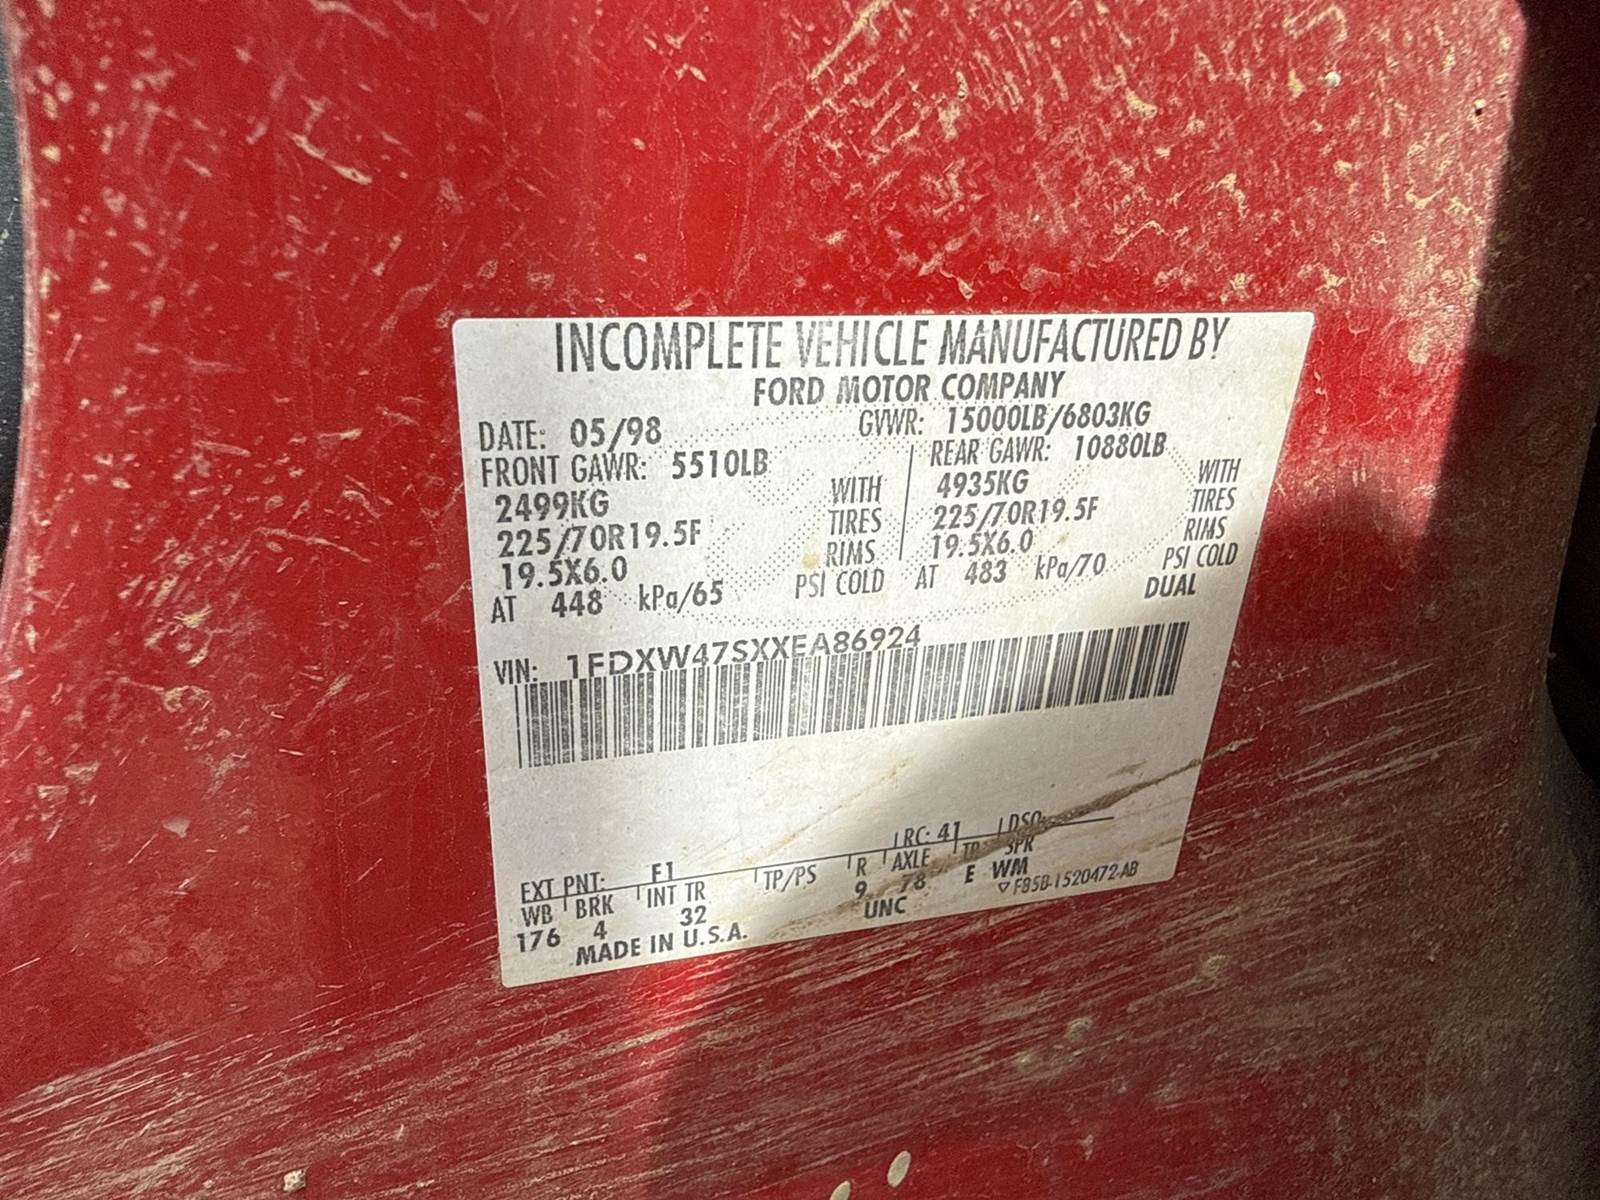 INCOMPLETE VEHICLE MANUFACTURED BY
FORD MOTOR COMPANY
DATE: 05/98 GVWR: 15000LB/6803KG
FRONT GAWR: 5510LB REAR GAWR: 10880LB
2499KG WITH 4935KG WITH
225/70R19.5F TIRES 225/70R19.5F TIRES
19.5X6.0 RIMS 19.5X6.0 RIMS
AT 448 kPa/65 PSI COLD AT 483 kPa/70 PSI COLD
DUAL
VIN: 1FDXW47SXXEA86924
EXT PNT: F1 RC: 41 DSO:
WB BRK INT TR TP/PS R AXLE TP SPR
176 4 32 9 78 E WM
MADE IN U.S.A. UNC F85B-1520472-AB